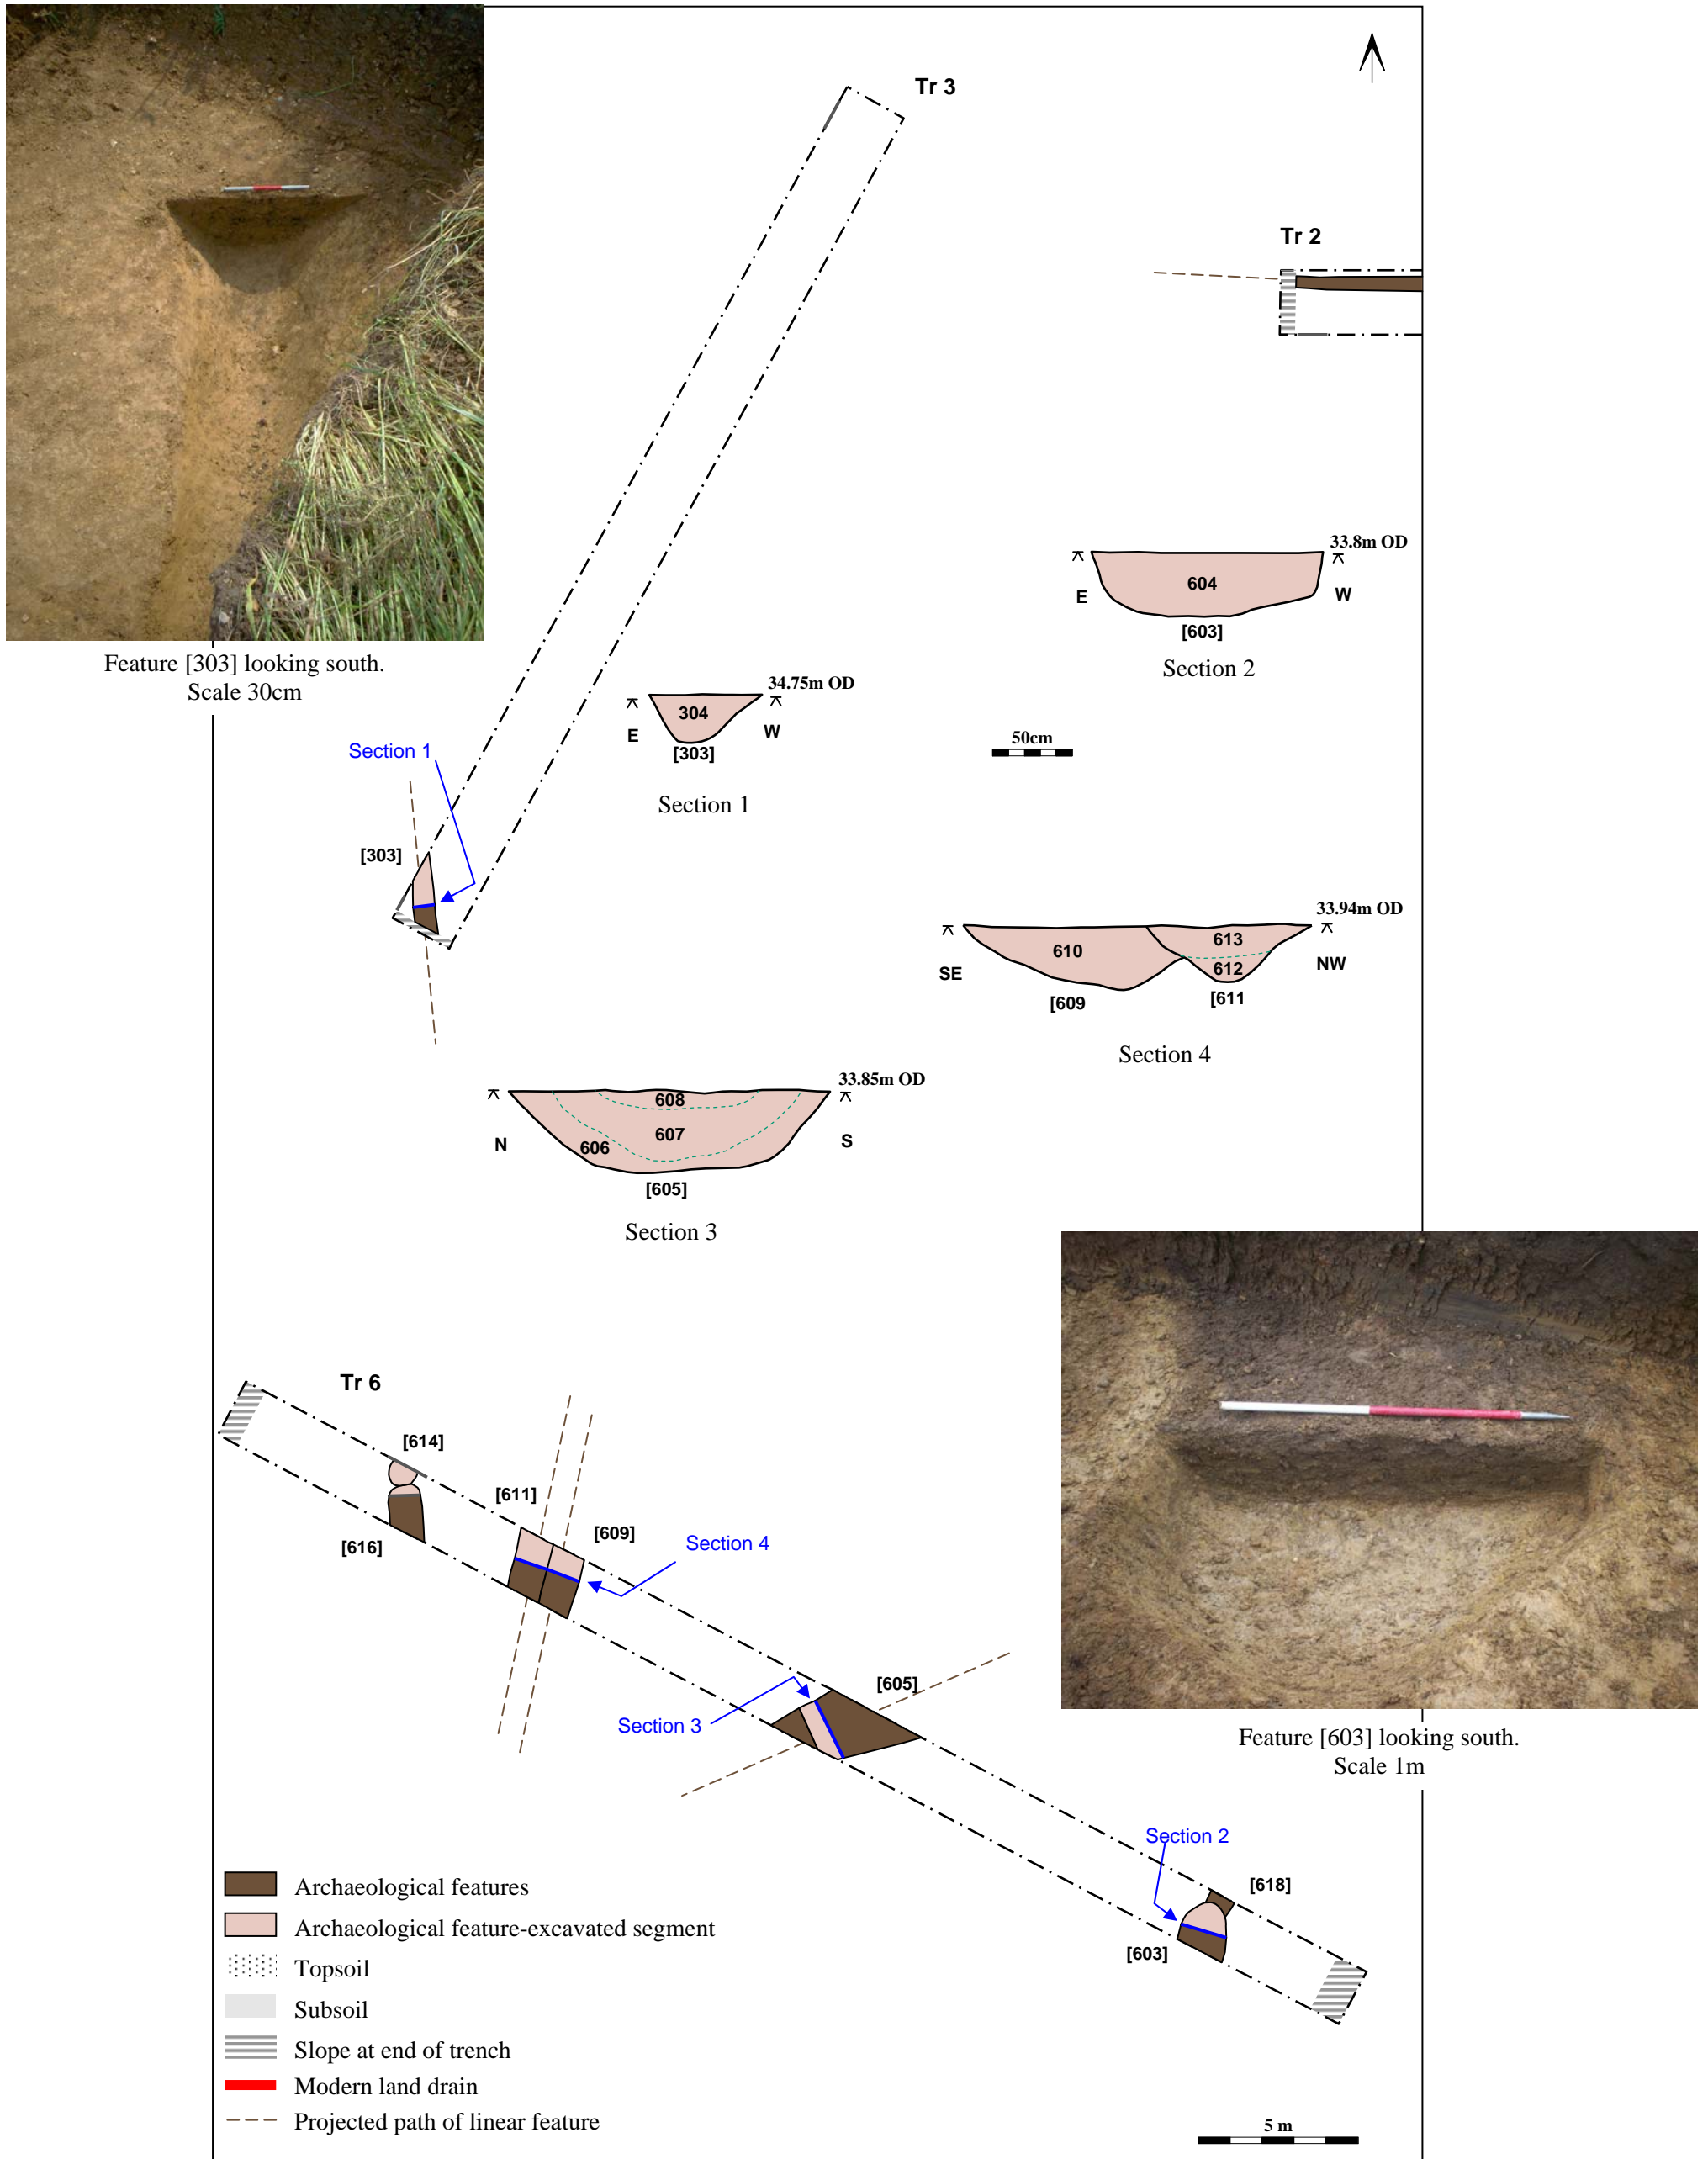 Tr 3
Tr 2
33.8m OD
604
E
W
[603]
Section 2
Feature [303] looking south.
Scale 30cm
34.75m OD
304
E
W
[303]
Section 1
50cm
Section 1
[303]
33.94m OD
613
610
612
SE
NW
[609
[611
Section 4
33.85m OD
608
607
606
N
S
[605]
Section 3
Tr 6
[614]
[611]
[609]
Section 4
[616]
[605]
Section 3
Feature [603] looking south.
Scale 1m
Section 2
[618]
[603]
Archaeological features
Archaeological feature-excavated segment
Topsoil
Subsoil
Slope at end of trench
Modern land drain
Projected path of linear feature
5 m